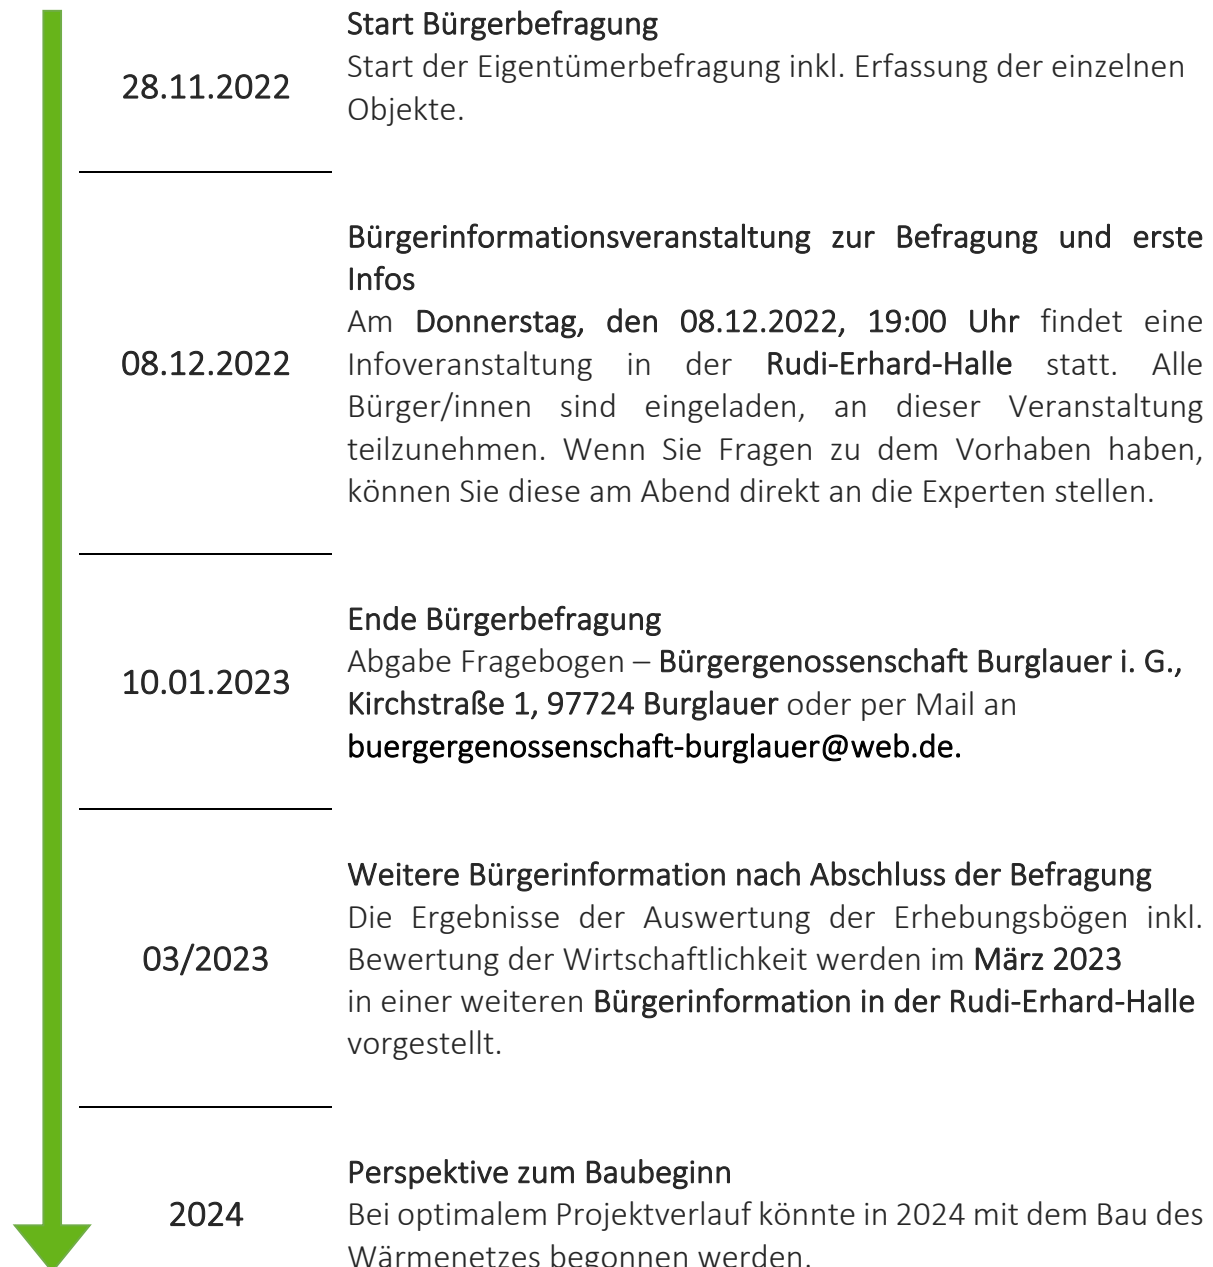 Start Bürgerbefragung
28.11.2022
Start der Eigentümerbefragung inkl. Erfassung der einzelnen
Objekte.
Bürgerinformationsveranstaltung zur Befragung und erste
Infos
08.12.2022
Am Donnerstag, den 08.12.2022, 19:00 Uhr findet eine
Infoveranstaltung in der Rudi-Erhard-Halle statt. Alle
Bürger/innen sind eingeladen, an dieser Veranstaltung
teilzunehmen. Wenn Sie Fragen zu dem Vorhaben haben,
können Sie diese am Abend direkt an die Experten stellen.
Ende Bürgerbefragung
10.01.2023
Abgabe Fragebogen – Bürgergenossenschaft Burglauer i. G.,
Kirchstraße 1, 97724 Burglauer oder per Mail an
buergergenossenschaft-burglauer@web.de.
Weitere Bürgerinformation nach Abschluss der Befragung
03/2023
Die Ergebnisse der Auswertung der Erhebungsbögen inkl.
Bewertung der Wirtschaftlichkeit werden im März 2023
in einer weiteren Bürgerinformation in der Rudi-Erhard-Halle
vorgestellt.
Perspektive zum Baubeginn
2024
Bei optimalem Projektverlauf könnte in 2024 mit dem Bau des
Wärmenetzes begonnen werden.